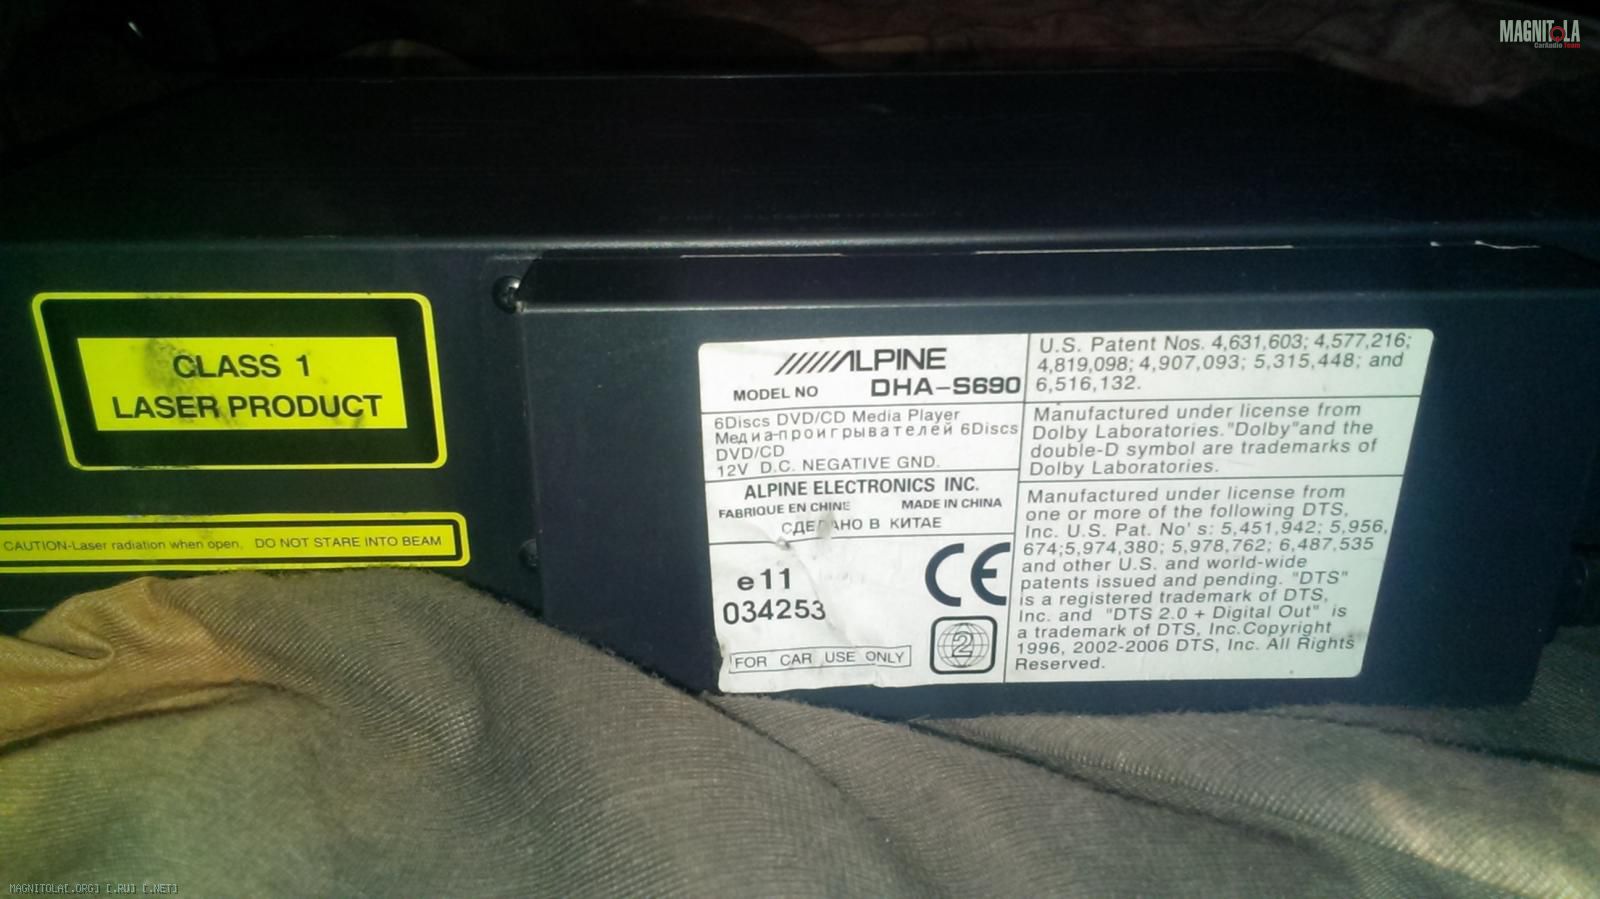 MAGNITOLA
CarAudio Team
CLASS 1
LASER PRODUCT
CAUTION-Laser radiation when open, DO NOT STARE INTO BEAM
ALPINE
MODEL NO DHA-S690
6Discs DVD/CD Media Player
Медиа-проигрывателей 6Discs
DVD/CD
12V D.C. NEGATIVE GND.
ALPINE ELECTRONICS INC.
FABRIQUE EN CHINE MADE IN CHINA
СДЕЛАНО В КИТАЕ
e11
034253
CE
FOR CAR USE ONLY
2
U.S. Patent Nos. 4,631,603; 4,577,216;
4,819,098; 4,907,093; 5,315,448; and
6,516,132.
Manufactured under license from
Dolby Laboratories."Dolby"and the
double-D symbol are trademarks of
Dolby Laboratories.
Manufactured under license from
one or more of the following DTS,
Inc. U.S. Pat. No' s: 5,451,942; 5,956,
674;5,974,380; 5,978,762; 6,487,535
and other U.S. and world-wide
patents issued and pending. "DTS"
is a registered trademark of DTS,
Inc. and "DTS 2.0 + Digital Out" is
a trademark of DTS, Inc.Copyright
1996, 2002-2006 DTS, Inc. All Rights
Reserved.
MAGNITOLA[.ORG] [.RU] [.NET]